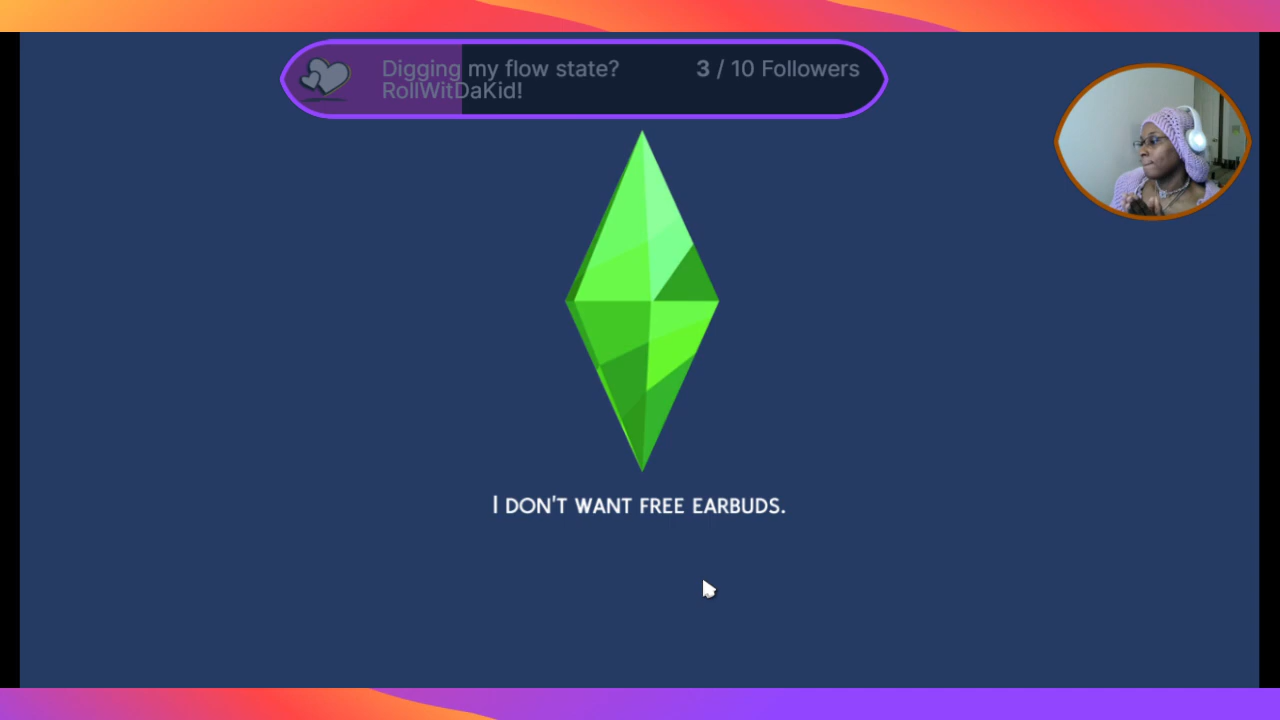 Digging my flow state? 3 / 10 Followers
RollWitDaKid!
I DON'T WANT FREE EARBUDS.